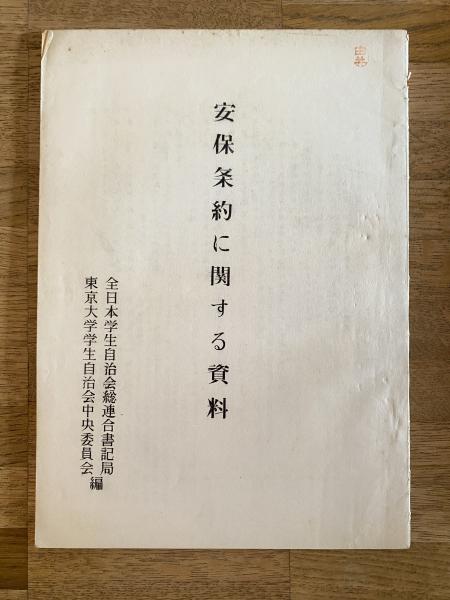 安保条約に関する資料
全日本学生自治会総連合書記局
東京大学学生自治会中央委員会編